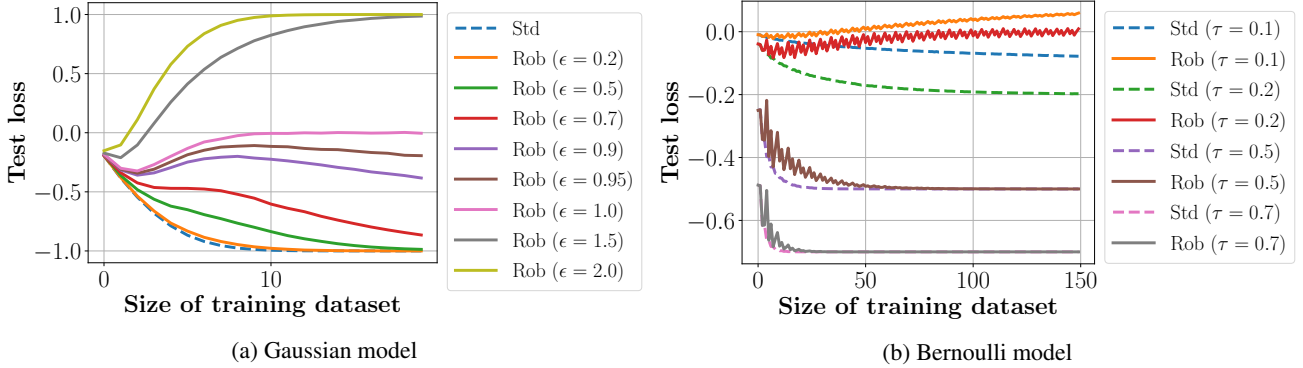 Test loss
1.0
0.5
0.0
−0.5
−1.0
0
10
Size of training dataset
Std
Rob (ϵ = 0.2)
Rob (ϵ = 0.5)
Rob (ϵ = 0.7)
Rob (ϵ = 0.9)
Rob (ϵ = 0.95)
Rob (ϵ = 1.0)
Rob (ϵ = 1.5)
Rob (ϵ = 2.0)
(a) Gaussian model
Test loss
0.0
−0.2
−0.4
−0.6
0
50
100
150
Size of training dataset
Std (τ = 0.1)
Rob (τ = 0.1)
Std (τ = 0.2)
Rob (τ = 0.2)
Std (τ = 0.5)
Rob (τ = 0.5)
Std (τ = 0.7)
Rob (τ = 0.7)
(b) Bernoulli model